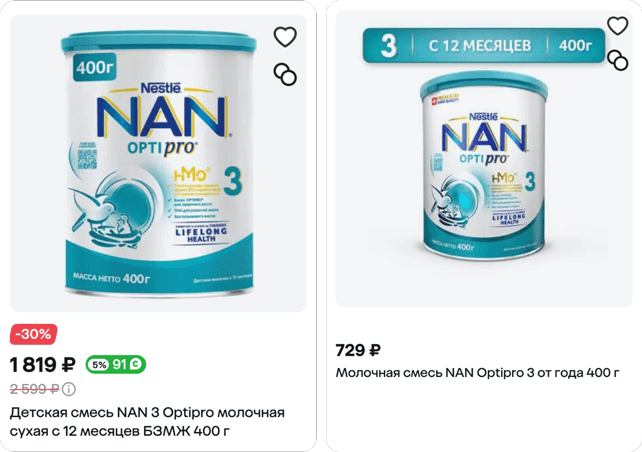 400г
Nestlē
NAN
OPTIpro
HMO
3
LIFELONG
HEALTH
МАССА НЕТТО 400г
-30%
1 819 ₽ 5% 91
2 599 ₽
Детская смесь NAN 3 Optipro молочная
сухая с 12 месяцев БЗМЖ 400 г
3 С 12 МЕСЯЦЕВ 400г
Nestlē
NAN
OPTIpro
HMO
3
LIFELONG
HEALTH
729 ₽
Молочная смесь NAN Optipro 3 от года 400 г